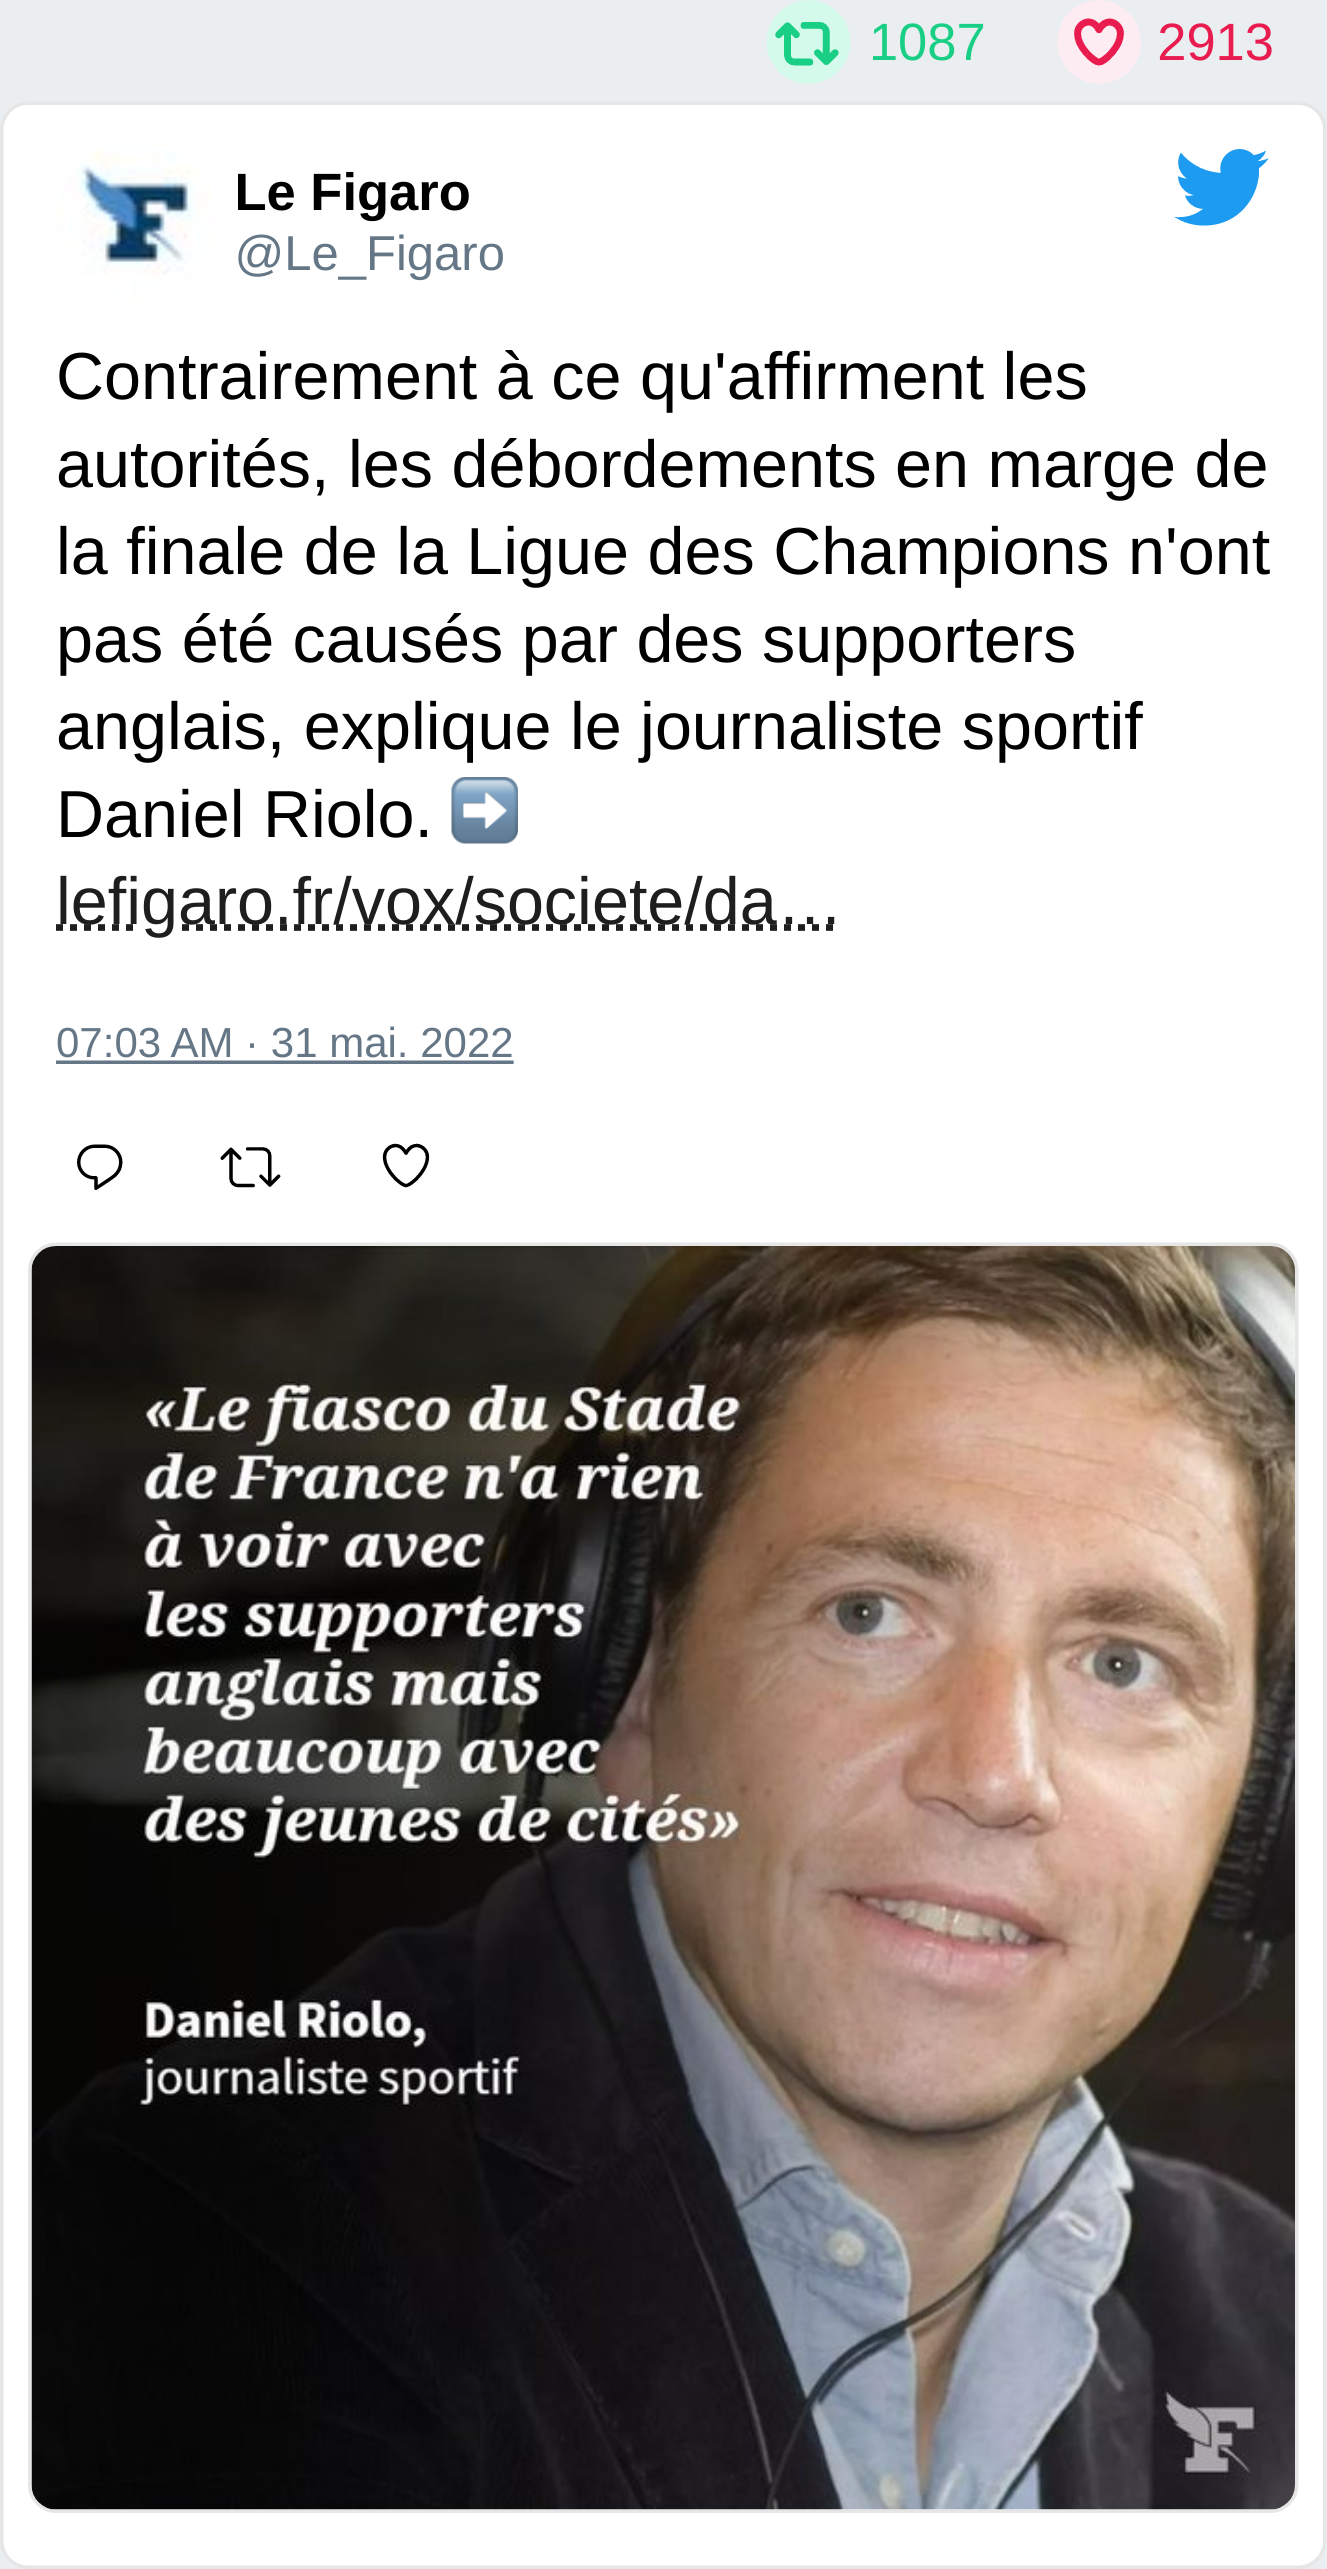 1087 2913
Le Figaro
@Le_Figaro
Contrairement à ce qu'affirment les
autorités, les débordements en marge de
la finale de la Ligue des Champions n'ont
pas été causés par des supporters
anglais, explique le journaliste sportif
Daniel Riolo. ➡️
lefigaro.fr/vox/societe/da…
07:03 AM · 31 mai. 2022
«Le fiasco du Stade
de France n'a rien
à voir avec
les supporters
anglais mais
beaucoup avec
des jeunes de cités»
Daniel Riolo,
journaliste sportif